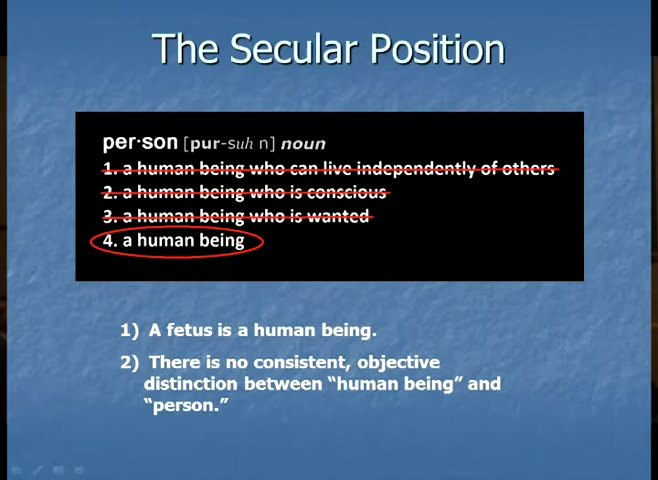 The Secular Position
per·son [pur-suh n] noun
1. a human being who can live independently of others
2. a human being who is conscious
3. a human being who is wanted
4. a human being
1) A fetus is a human being.
2) There is no consistent, objective
distinction between “human being” and
“person.”